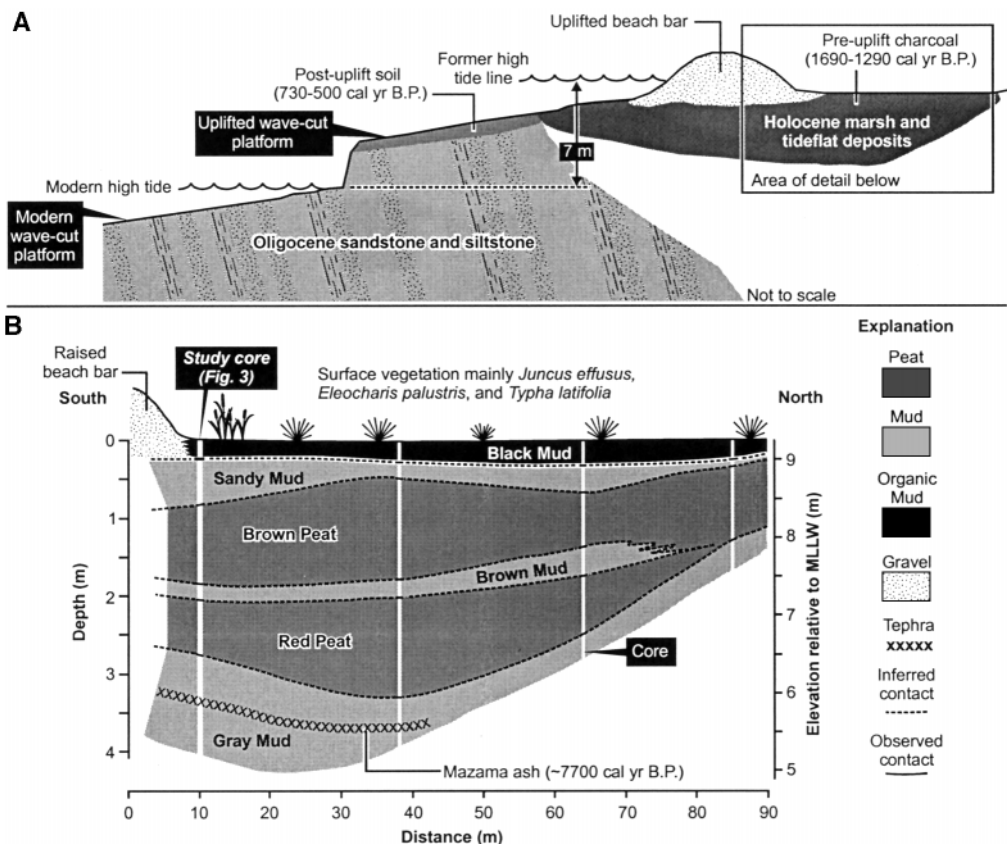 A
Uplifted beach bar
Former high
tide line
Pre-uplift charcoal
(1690-1290 cal yr B.P.)
Post-uplift soil
(730-500 cal yr B.P.)
Uplifted wave-cut
platform
Holocene marsh and
tideflat deposits
7 m
Modern high tide
Area of detail below
Modern
wave-cut
platform
Oligocene sandstone and siltstone
Not to scale
B
Raised
beach bar
Study core
(Fig. 3)
Surface vegetation mainly Juncus effusus,
Eleocharis palustris, and Typha latifolia
South
North
Black Mud
Sandy Mud
Brown Peat
Brown Mud
Red Peat
Core
Gray Mud
Mazama ash (~7700 cal yr B.P.)
Depth (m)
0
1
2
3
4
Elevation relative to MLLW (m)
9
8
7
6
5
0
10
20
30
40
50
60
70
80
90
Distance (m)
Explanation
Peat
Mud
Organic
Mud
Gravel
Tephra
xxxxx
Inferred
contact
Observed
contact